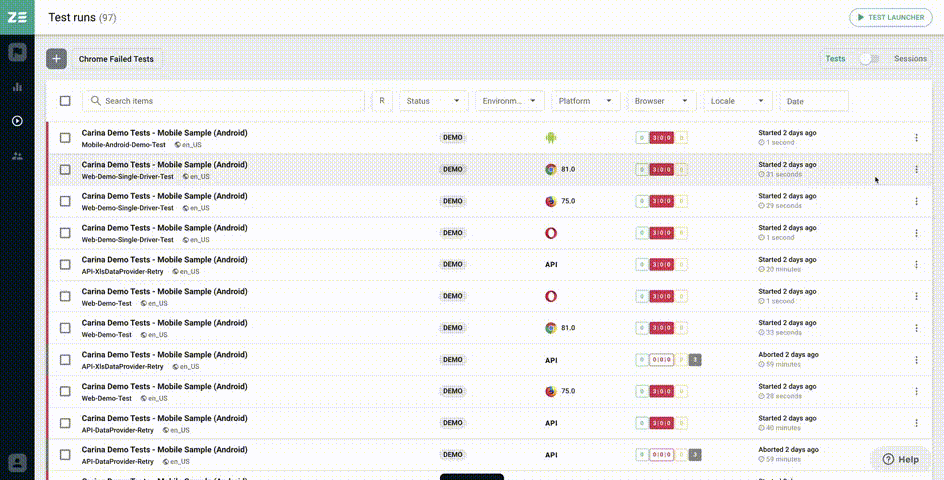 ZE
Test runs (97)
TEST LAUNCHER
Chrome Failed Tests
Tests
Sessions
Search items
R
Status
Environm...
Platform
Browser
Locale
Date
Carina Demo Tests - Mobile Sample (Android)
Mobile-Android-Demo-Test en_US
DEMO
0 3|0|0 0
Started 2 days ago
1 second
Carina Demo Tests - Mobile Sample (Android)
Web-Demo-Single-Driver-Test en_US
DEMO
81.0
0 3|0|0 0
Started 2 days ago
31 seconds
Carina Demo Tests - Mobile Sample (Android)
Web-Demo-Single-Driver-Test en_US
DEMO
75.0
0 3|0|0 0
Started 2 days ago
29 seconds
Carina Demo Tests - Mobile Sample (Android)
Web-Demo-Single-Driver-Test en_US
DEMO
0 3|0|0 0
Started 2 days ago
1 second
Carina Demo Tests - Mobile Sample (Android)
API-XlsDataProvider-Retry en_US
DEMO
API
0 3|0|0 0
Started 2 days ago
20 minutes
Carina Demo Tests - Mobile Sample (Android)
Web-Demo-Test en_US
DEMO
0 3|0|0 0
Started 2 days ago
1 second
Carina Demo Tests - Mobile Sample (Android)
Web-Demo-Test en_US
DEMO
81.0
0 3|0|0 0
Started 2 days ago
33 seconds
Carina Demo Tests - Mobile Sample (Android)
API-XlsDataProvider-Retry en_US
DEMO
API
0 0|0|0 0 3
Aborted 2 days ago
59 minutes
Carina Demo Tests - Mobile Sample (Android)
Web-Demo-Test en_US
DEMO
75.0
0 3|0|0 0
Started 2 days ago
28 seconds
Carina Demo Tests - Mobile Sample (Android)
API-DataProvider-Retry en_US
DEMO
API
0 3|0|0 0
Started 2 days ago
40 minutes
Carina Demo Tests - Mobile Sample (Android)
API-DataProvider-Retry en_US
DEMO
API
0 0|0|0 0 3
Aborted 2 days ago
59 minutes
Help